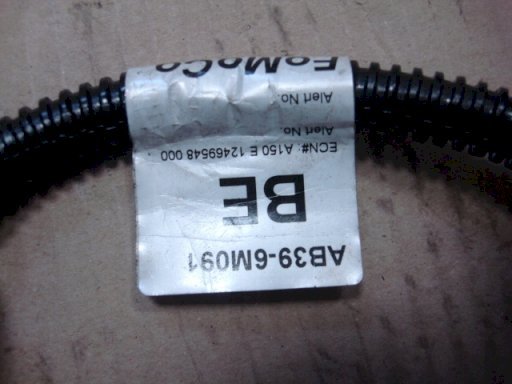 AB39-6M091
BE
ECN#: A150 E 12469548 000
Alert No.
Alert No.
FoMoCo